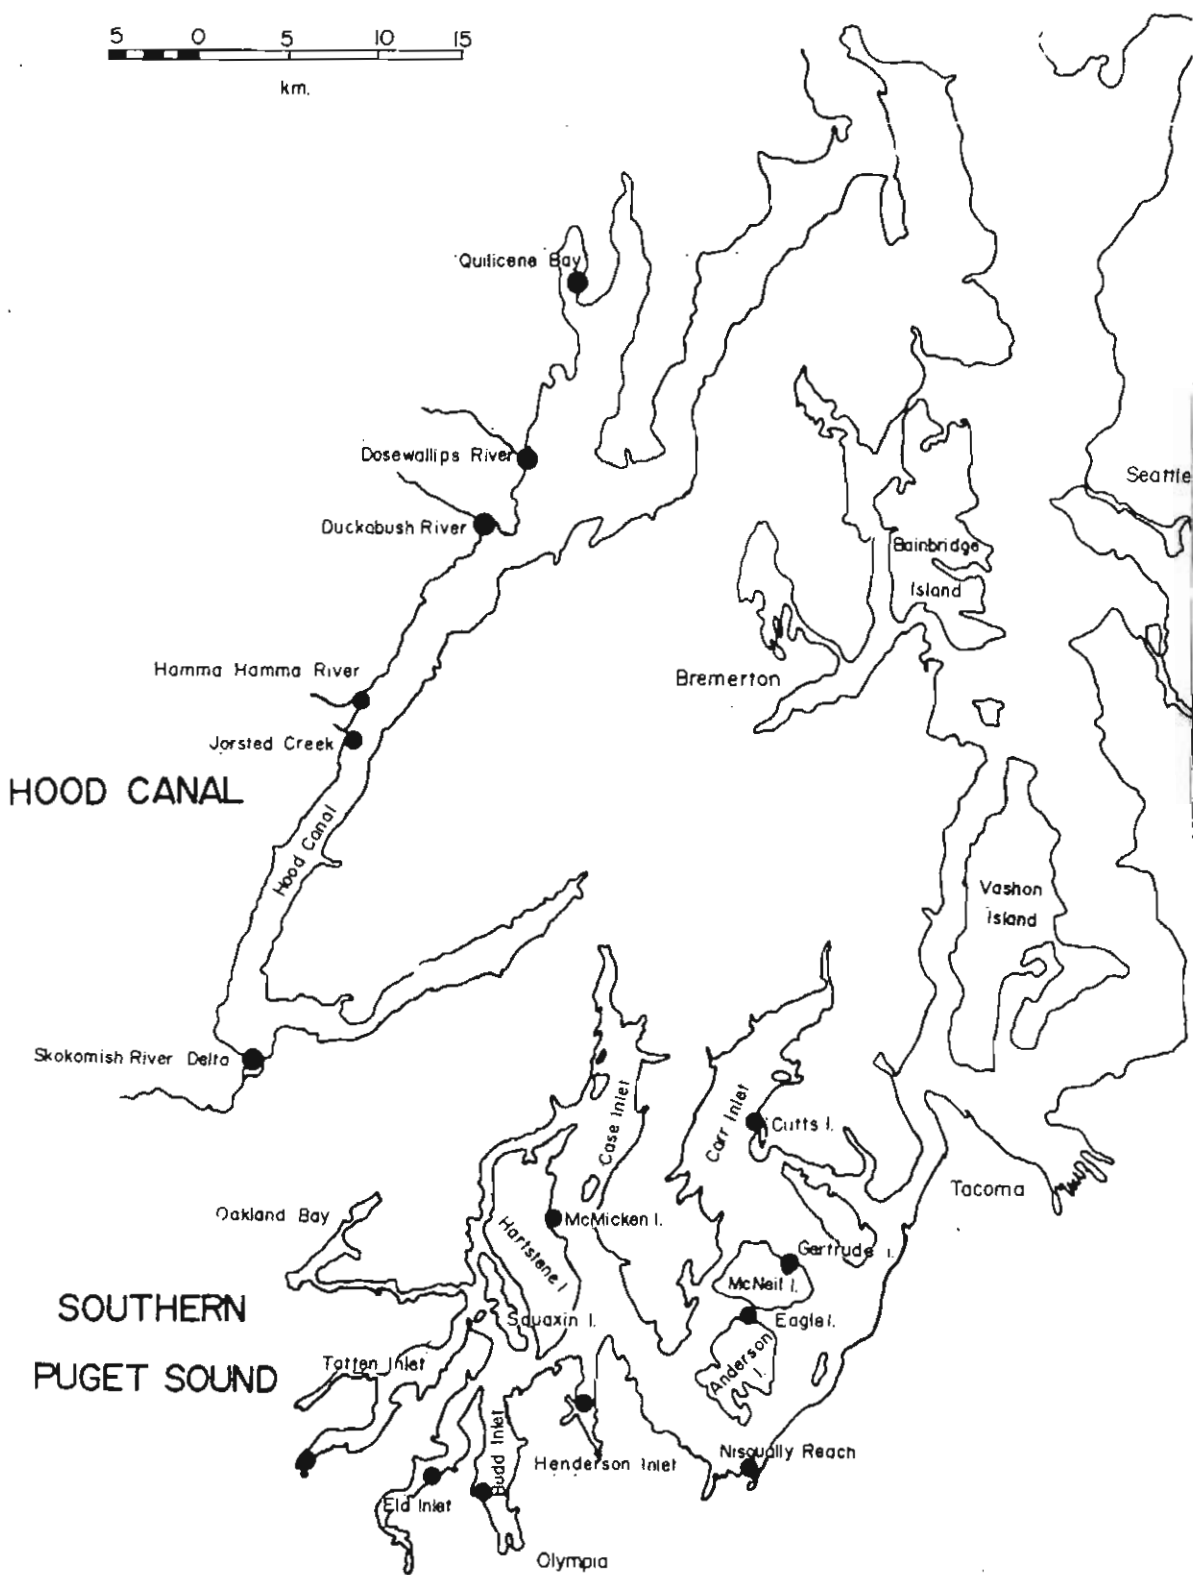 5 0 5 10 15
km.
Quilicene Bay
Dosewallips River
Seattle
Duckabush River
Bainbridge
Island
Hamma Hamma River
Bremerton
Jorsted Creek
HOOD CANAL
Hood Canal
Vashon
Island
Skokomish River Delta
Case Inlet
Carr Inlet
Cutts I.
Tacoma
Oakland Bay
McMicken I.
Hartstene I
Gertrude I.
McNeil I.
SOUTHERN
PUGET SOUND
Squaxin I.
Eagle I.
Totten Inlet
Anderson
I.
Budd Inlet
Henderson Inlet
Nisqually Reach
Eld Inlet
Olympia